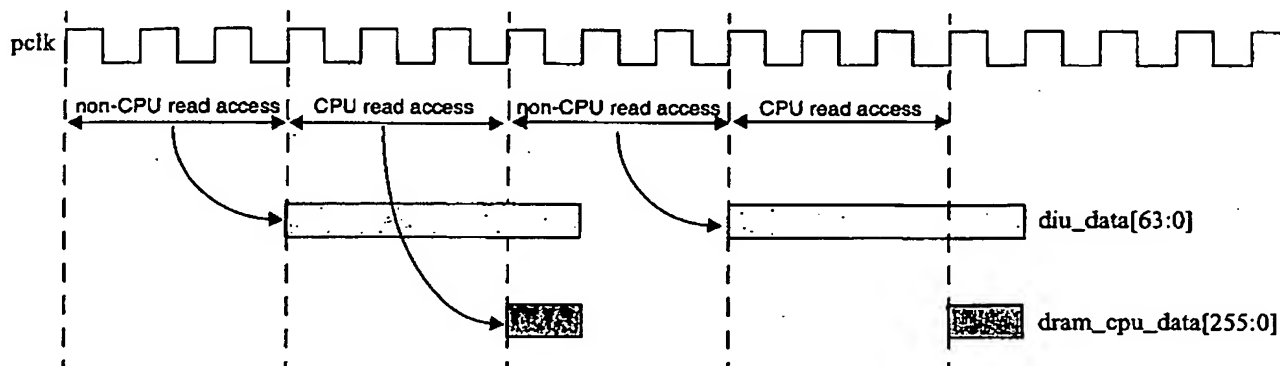 pclk
non-CPU read access CPU read access non-CPU read access CPU read access
diu_data[63:0]
dram_cpu_data[255:0]